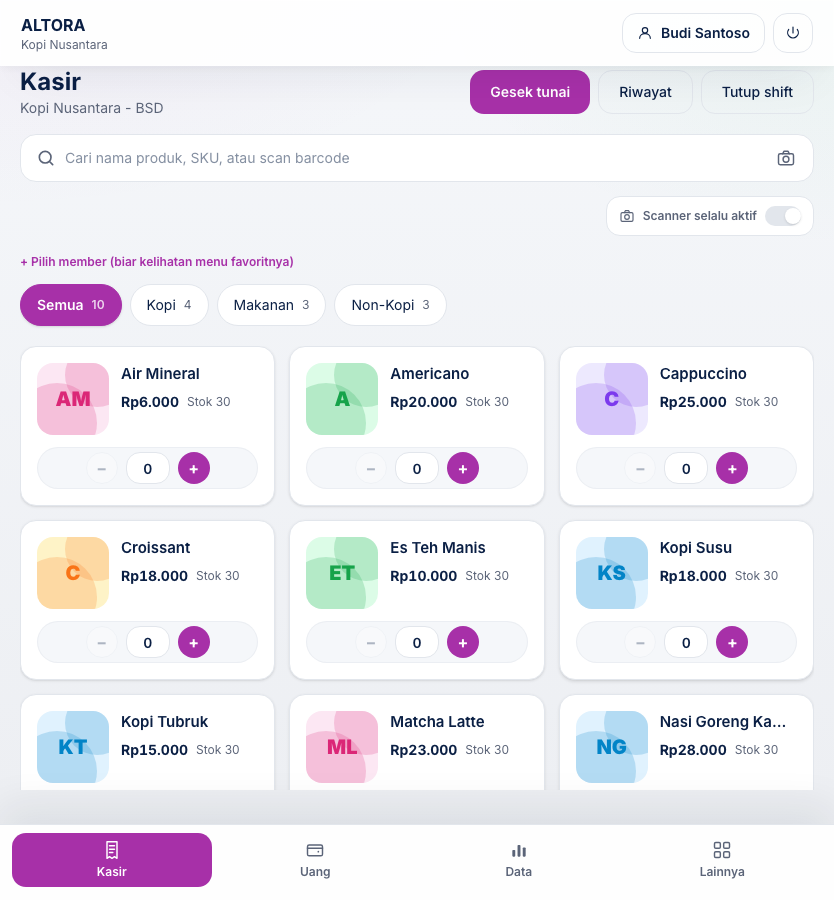 ALTORA
Kopi Nusantara
Budi Santoso
Kasir
Kopi Nusantara - BSD
Gesek tunai
Riwayat
Tutup shift
Cari nama produk, SKU, atau scan barcode
Scanner selalu aktif
+ Pilih member (biar kelihatan menu favoritnya)
Semua 10
Kopi 4
Makanan 3
Non-Kopi 3
AM
Air Mineral
Rp6.000 Stok 30
− 0 +
A
Americano
Rp20.000 Stok 30
− 0 +
C
Cappuccino
Rp25.000 Stok 30
− 0 +
C
Croissant
Rp18.000 Stok 30
− 0 +
ET
Es Teh Manis
Rp10.000 Stok 30
− 0 +
KS
Kopi Susu
Rp18.000 Stok 30
− 0 +
KT
Kopi Tubruk
Rp15.000 Stok 30
ML
Matcha Latte
Rp23.000 Stok 30
NG
Nasi Goreng Ka...
Rp28.000 Stok 30
Kasir
Uang
Data
Lainnya